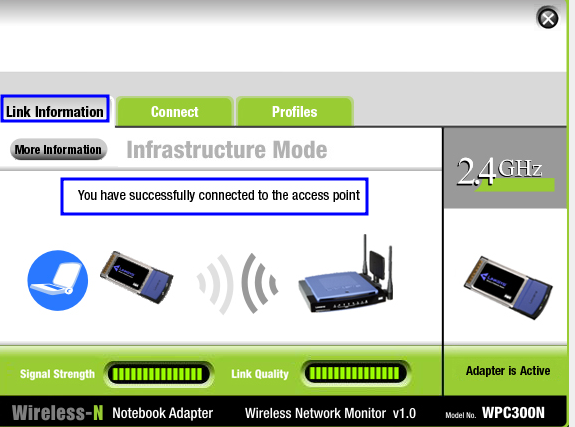 Link Information
Connect
Profiles
More Information
Infrastructure Mode
2.4GHz
You have successfully connected to the access point
Signal Strength
Link Quality
Adapter is Active
Wireless-N Notebook Adapter Wireless Network Monitor v1.0 Model No. WPC300N